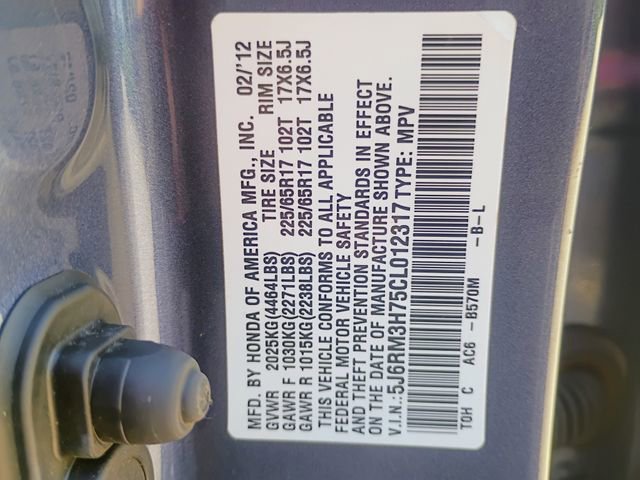 MFD. BY HONDA OF AMERICA MFG., INC. 02/'12
TIRE SIZE RIM SIZE
GVWR 2025KG(4464LBS)
GAWR F 1030KG(2271LBS) 225/65R17 102T 17X6.5J
GAWR R 1015KG(2238LBS) 225/65R17 102T 17X6.5J
THIS VEHICLE CONFORMS TO ALL APPLICABLE
FEDERAL MOTOR VEHICLE SAFETY
AND THEFT PREVENTION STANDARDS IN EFFECT
ON THE DATE OF MANUFACTURE SHOWN ABOVE.
V.I.N.:5J6RM3H75CL012317 TYPE: MPV
TOH C AC6 -B570M -B-L